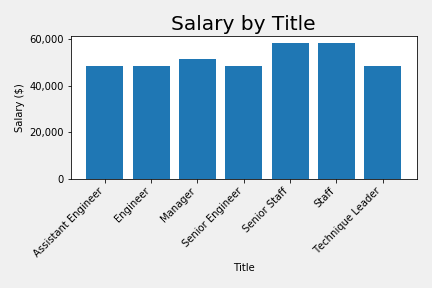 Salary by Title
60,000
40,000
20,000
0
Salary ($)
Assistant Engineer
Engineer
Manager
Senior Engineer
Senior Staff
Staff
Technique Leader
Title